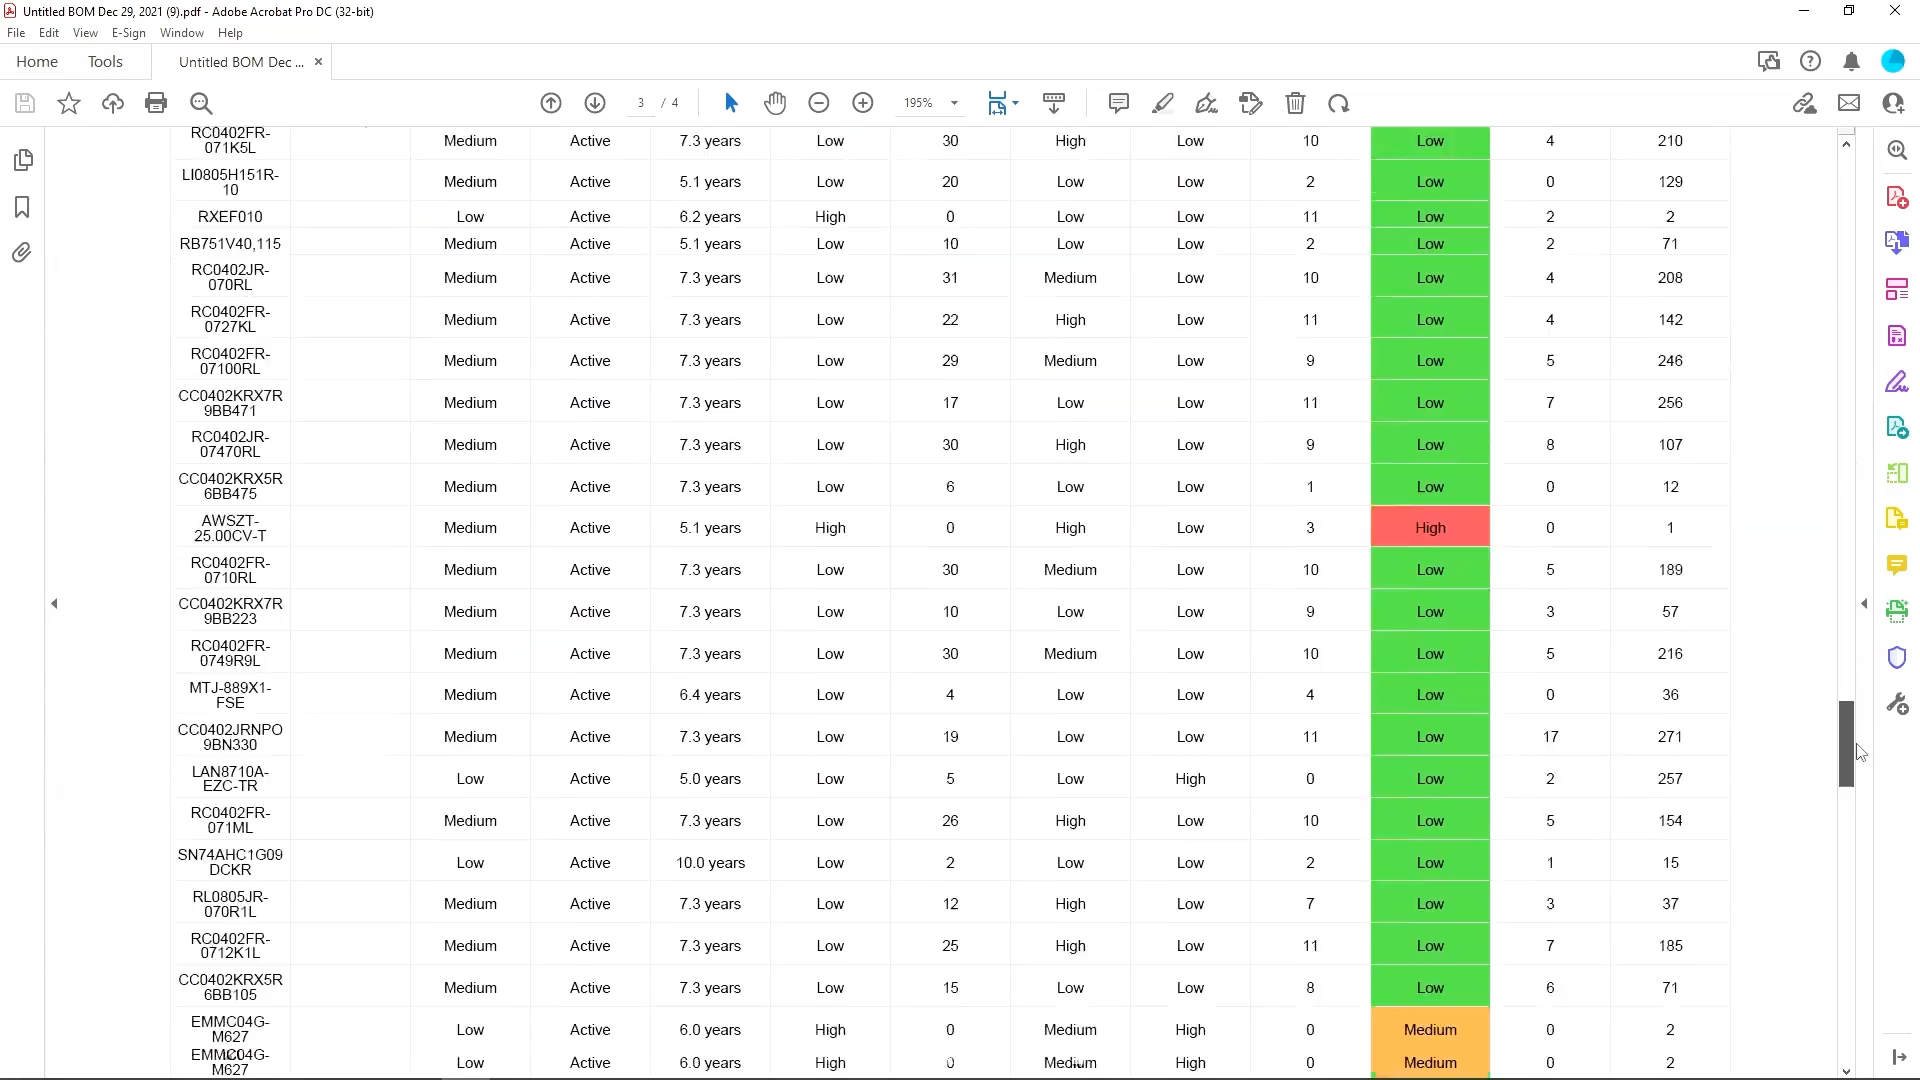 Untitled BOM Dec 29, 2021 (9).pdf - Adobe Acrobat Pro DC (32-bit)
File Edit View E-Sign Window Help
Home Tools Untitled BOM Dec ... ×
3 / 4 195%
RC0402FR-
071K5L Medium Active 7.3 years Low 30 High Low 10 Low 4 210
LI0805H151R-
10 Medium Active 5.1 years Low 20 Low Low 2 Low 0 129
RXEF010 Low Active 6.2 years High 0 Low Low 11 Low 2 2
RB751V40,115 Medium Active 5.1 years Low 10 Low Low 2 Low 2 71
RC0402JR-
070RL Medium Active 7.3 years Low 31 Medium Low 10 Low 4 208
RC0402FR-
0727KL Medium Active 7.3 years Low 22 High Low 11 Low 4 142
RC0402FR-
07100RL Medium Active 7.3 years Low 29 Medium Low 9 Low 5 246
CC0402KRX7R
9BB471 Medium Active 7.3 years Low 17 Low Low 11 Low 7 256
RC0402JR-
07470RL Medium Active 7.3 years Low 30 High Low 9 Low 8 107
CC0402KRX5R
6BB475 Medium Active 7.3 years Low 6 Low Low 1 Low 0 12
AWSZT-
25.00CV-T Medium Active 5.1 years High 0 High Low 3 High 0 1
RC0402FR-
0710RL Medium Active 7.3 years Low 30 Medium Low 10 Low 5 189
CC0402KRX7R
9BB223 Medium Active 7.3 years Low 10 Low Low 9 Low 3 57
RC0402FR-
0749R9L Medium Active 7.3 years Low 30 Medium Low 10 Low 5 216
MTJ-889X1-
FSE Medium Active 6.4 years Low 4 Low Low 4 Low 0 36
CC0402JRNPO
9BN330 Medium Active 7.3 years Low 19 Low Low 11 Low 17 271
LAN8710A-
EZC-TR Low Active 5.0 years Low 5 Low High 0 Low 2 257
RC0402FR-
071ML Medium Active 7.3 years Low 26 High Low 10 Low 5 154
SN74AHC1G09
DCKR Low Active 10.0 years Low 2 Low Low 2 Low 1 15
RL0805JR-
070R1L Medium Active 7.3 years Low 12 High Low 7 Low 3 37
RC0402FR-
0712K1L Medium Active 7.3 years Low 25 High Low 11 Low 7 185
CC0402KRX5R
6BB105 Medium Active 7.3 years Low 15 Low Low 8 Low 6 71
EMMC04G-
M627 Low Active 6.0 years High 0 Medium High 0 Medium 0 2
EMMC04G-
M627 Low Active 6.0 years High 0 Medium High 0 Medium 0 2